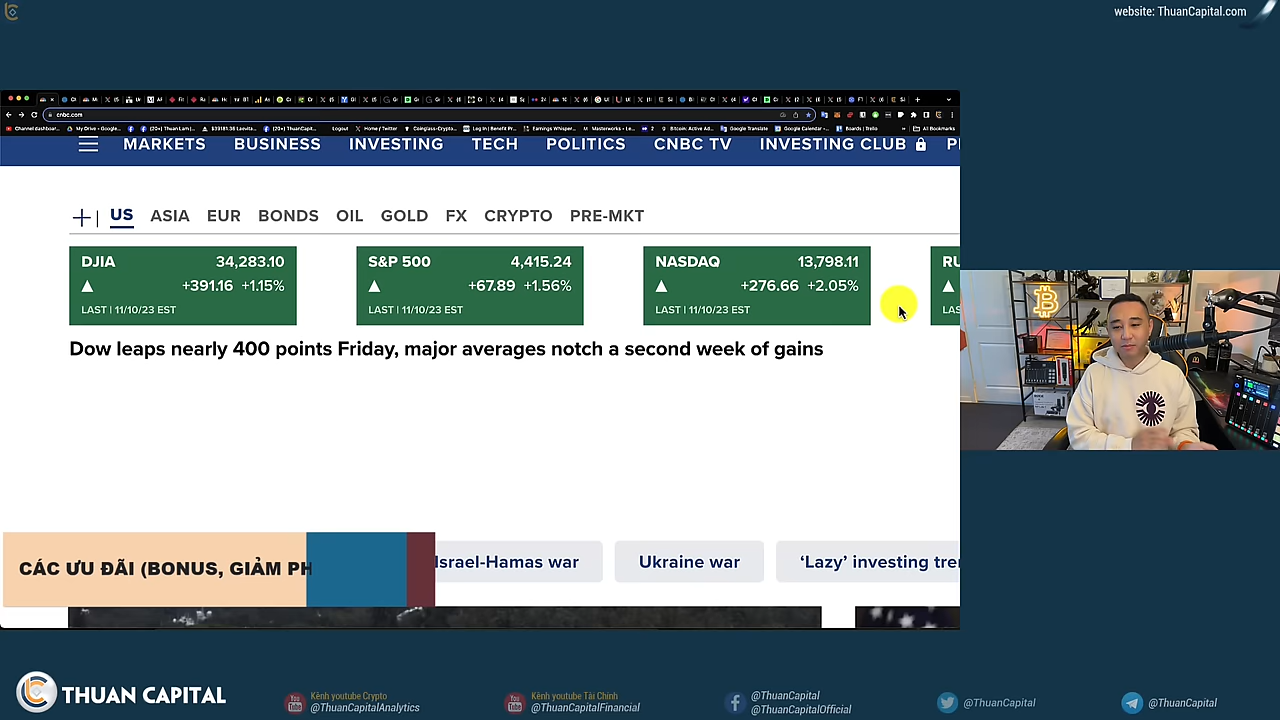 website: ThuanCapital.com
cnbc.com
MARKETS BUSINESS INVESTING TECH POLITICS CNBC TV INVESTING CLUB
US ASIA EUR BONDS OIL GOLD FX CRYPTO PRE-MKT
DJIA 34,283.10
+391.16 +1.15%
LAST | 11/10/23 EST
S&P 500 4,415.24
+67.89 +1.56%
LAST | 11/10/23 EST
NASDAQ 13,798.11
+276.66 +2.05%
LAST | 11/10/23 EST
Dow leaps nearly 400 points Friday, major averages notch a second week of gains
CÁC ƯU ĐÃI (BONUS, GIẢM
Israel-Hamas war
Ukraine war
‘Lazy’ investing
THUAN CAPITAL
Kênh youtube Crypto
@ThuanCapitalAnalytics
Kênh youtube Tài Chính
@ThuanCapitalFinancial
@ThuanCapital
@ThuanCapitalOfficial
@ThuanCapital
@ThuanCapital